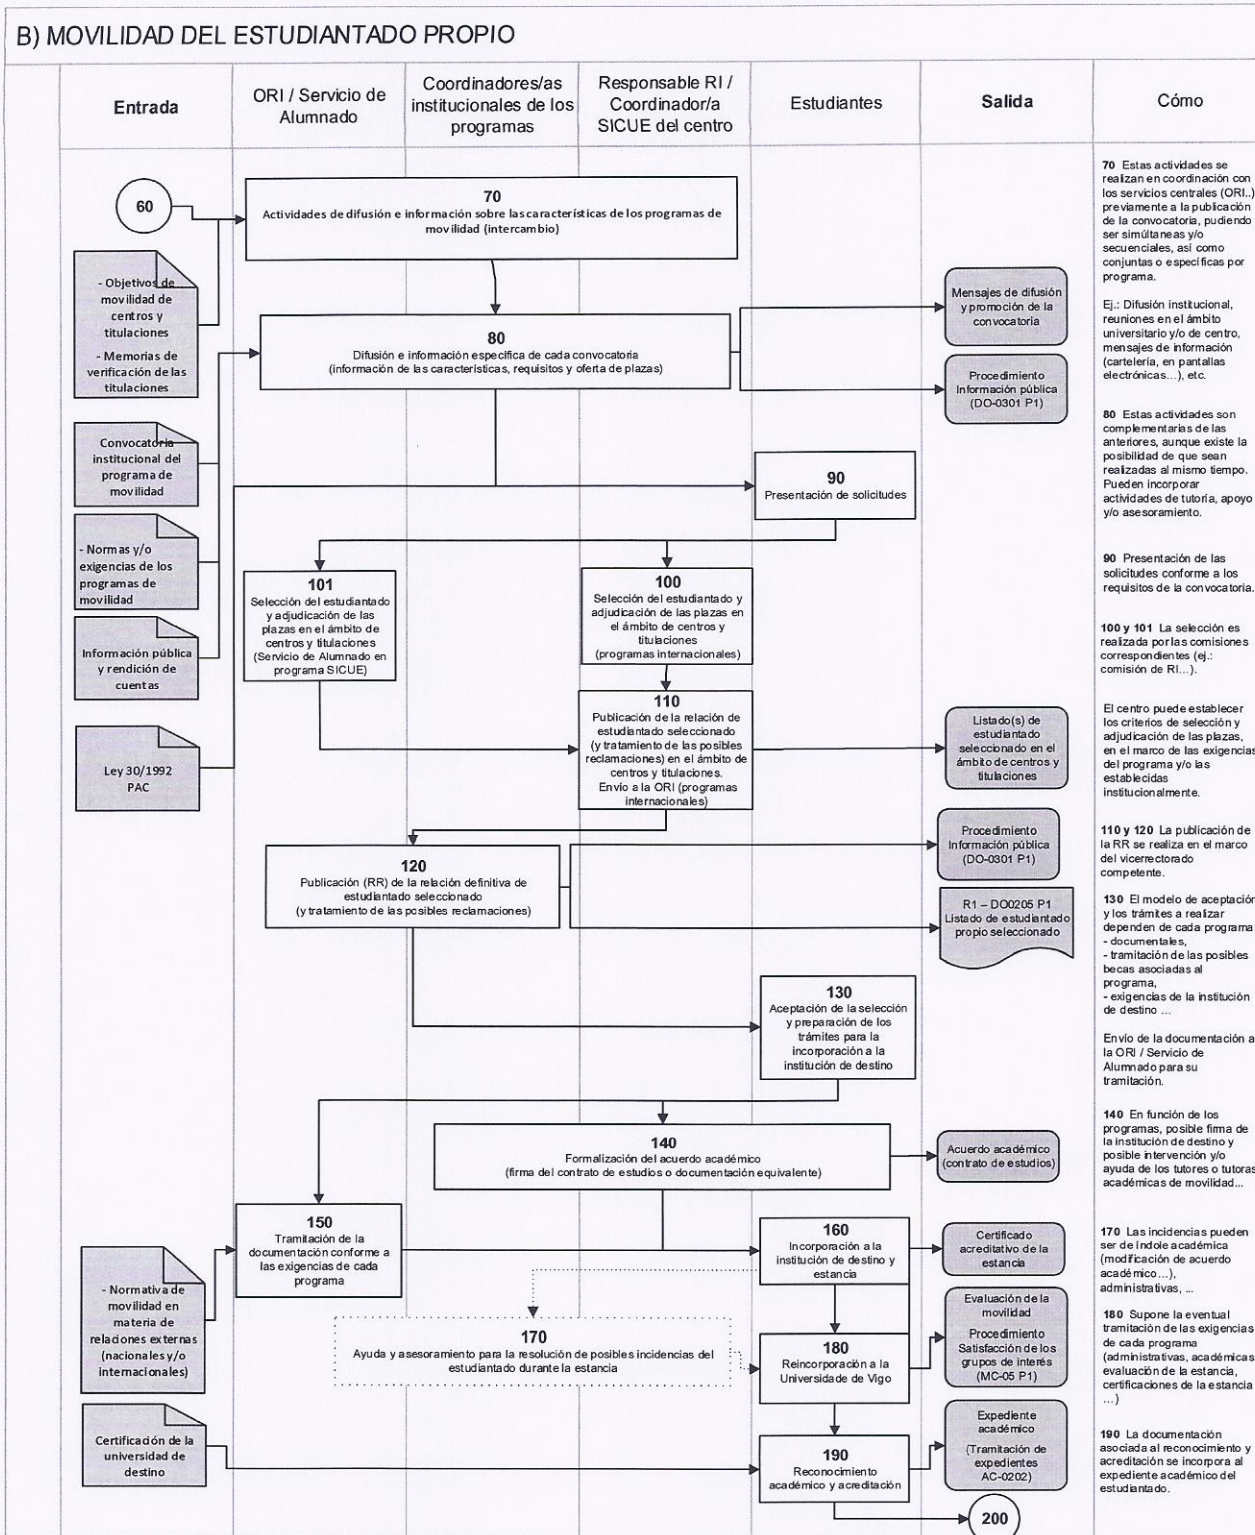 B) MOVILIDAD DEL ESTUDIANTADO PROPIO
Entrada
ORI / Servicio de
Alumnado
Coordinadores/as
institucionales de los
programas
Responsable RI /
Coordinador/a
SICUE del centro
Estudiantes
Salida
Cómo
60
70
Actividades de difusión e información sobre las características de los programas de
movilidad (intercambio)
- Objetivos de
movilidad de
centros y
titulaciones
- Memorias de
verificación de las
titulaciones
80
Difusión e información específica de cada convocatoria
(información de las características, requisitos y oferta de plazas)
Mensajes de difusión
y promoción de la
convocatoria
Procedimiento
Información pública
(DO-0301 P1)
Convocatoria
institucional del
programa de
movilidad
90
Presentación de solicitudes
- Normas y/o
exigencias de los
programas de
movilidad
101
Selección del estudiantado
y adjudicación de las
plazas en el ámbito de
centros y titulaciones
(Servicio de Alumnado en
programa SICUE)
100
Selección del estudiantado y
adjudicación de las plazas en
el ámbito de centros y
titulaciones
(programas internacionales)
Información pública
y rendición de
cuentas
110
Publicación de la relación de
estudiantado seleccionado
(y tratamiento de las posibles
reclamaciones) en el ámbito de
centros y titulaciones.
Envío a la ORI (programas
internacionales)
Listado(s) de
estudiantado
seleccionado en el
ámbito de centros y
titulaciones
Ley 30/1992
PAC
120
Publicación (RR) de la relación definitiva de
estudiantado seleccionado
(y tratamiento de las posibles reclamaciones)
Procedimiento
Información pública
(DO-0301 P1)
R1 – DO0205 P1
Listado de estudiantado
propio seleccionado
130
Aceptación de la selección
y preparación de los
trámites para la
incorporación a la
institución de destino
140
Formalización del acuerdo académico
(firma del contrato de estudios o documentación equivalente)
Acuerdo académico
(contrato de estudios)
150
Tramitación de la
documentación conforme a
las exigencias de cada
programa
160
Incorporación a la
institución de destino y
estancia
Certificado
acreditativo de la
estancia
- Normativa de
movilidad en
materia de
relaciones externas
(nacionales y/o
internacionales)
170
Ayuda y asesoramiento para la resolución de posibles incidencias del
estudiantado durante la estancia
180
Reincorporación a la
Universidade de Vigo
Evaluación de la
movilidad
Procedimiento
Satisfacción de los
grupos de interés
(MC-05 P1)
Certificación de la
universidad de
destino
190
Reconocimiento
académico y acreditación
Expediente
académico
(Tramitación de
expedientes
AC-0202)
200
70 Estas actividades se
realizan en coordinación con
los servicios centrales (ORI..)
previamente a la publicación
de la convocatoria, pudiendo
ser simúltaneas y/o
secuenciales, así como
conjuntas o específicas por
programa.
Ej.: Difusión institucional,
reuniones en el ámbito
universitario y/o de centro,
mensajes de información
(cartelería, en pantallas
electrónicas...), etc.
80 Estas actividades son
complementarias de las
anteriores, aunque existe la
posibilidad de que sean
realizadas al mismo tiempo.
Pueden incorporar
actividades de tutoría, apoyo
y/o asesoramiento.
90 Presentación de las
solicitudes conforme a los
requisitos de la convocatoria.
100 y 101 La selección es
realizada por las comisiones
correspondientes (ej.:
comisión de RI...).
El centro puede establecer
los criterios de selección y
adjudicación de las plazas,
en el marco de las exigencias
del programa y/o las
establecidas
institucionalmente.
110 y 120 La publicación de
la RR se realiza en el marco
del vicerrectorado
competente.
130 El modelo de aceptación
y los trámites a realizar
dependen de cada programa
- documentales,
- tramitación de las posibles
becas asociadas al
programa,
- exigencias de la institución
de destino ...
Envío de la documentación a
la ORI / Servicio de
Alumnado para su
tramitación.
140 En función de los
programas, posible firma de
la institución de destino y
posible intervención y/o
ayuda de los tutores o tutoras
académicas de movilidad...
170 Las incidencias pueden
ser de índole académica
(modificación de acuerdo
académico...),
administrativas, ...
180 Supone la eventual
tramitación de las exigencias
de cada programa
(administrativas, académicas
evaluación de la estancia,
certificaciones de la estancia
...)
190 La documentación
asociada al reconocimiento y
acreditación se incorpora al
expediente académico del
estudiantado.